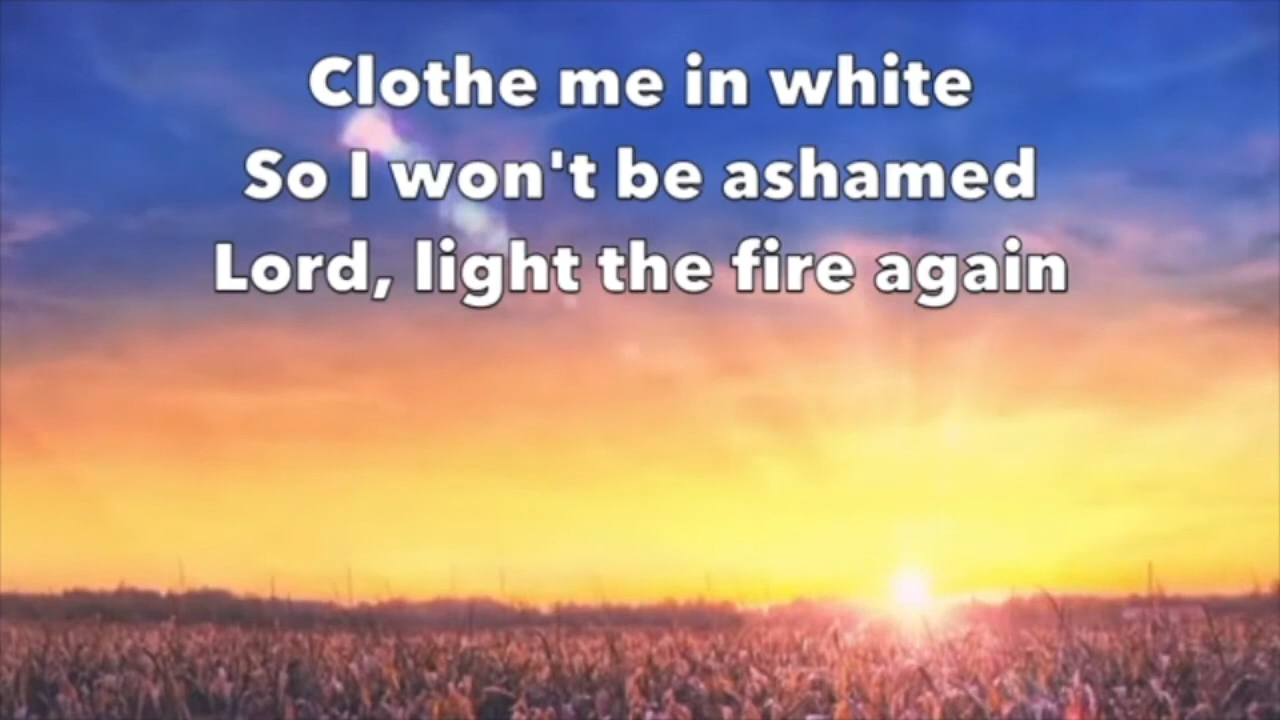 Clothe me in white
So I won't be ashamed
Lord, light the fire again